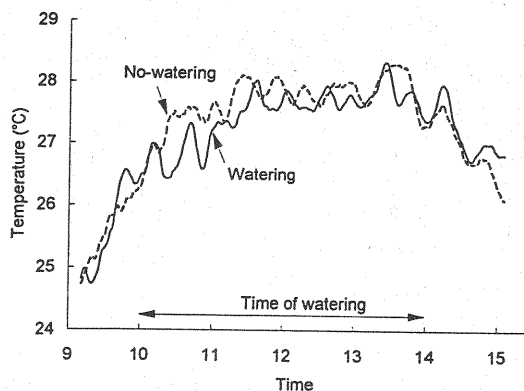 29
28
27
26
25
24
Temperature (°C)
No-watering
Watering
Time of watering
9 10 11 12 13 14 15
Time